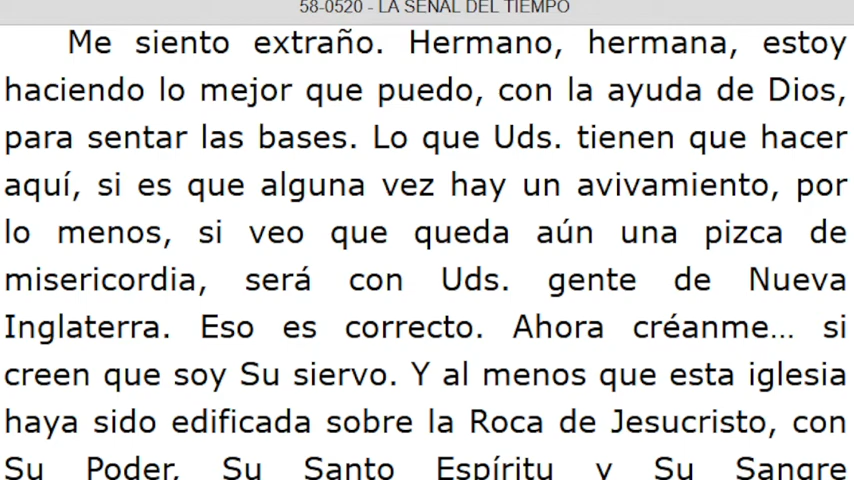 58-0520 - LA SEÑAL DEL TIEMPO
Me siento extraño. Hermano, hermana, estoy
haciendo lo mejor que puedo, con la ayuda de Dios,
para sentar las bases. Lo que Uds. tienen que hacer
aquí, si es que alguna vez hay un avivamiento, por
lo menos, si veo que queda aún una pizca de
misericordia, será con Uds. gente de Nueva
Inglaterra. Eso es correcto. Ahora créanme... si
creen que soy Su siervo. Y al menos que esta iglesia
haya sido edificada sobre la Roca de Jesucristo, con
Su Poder, Su Santo Espíritu y Su Sangre